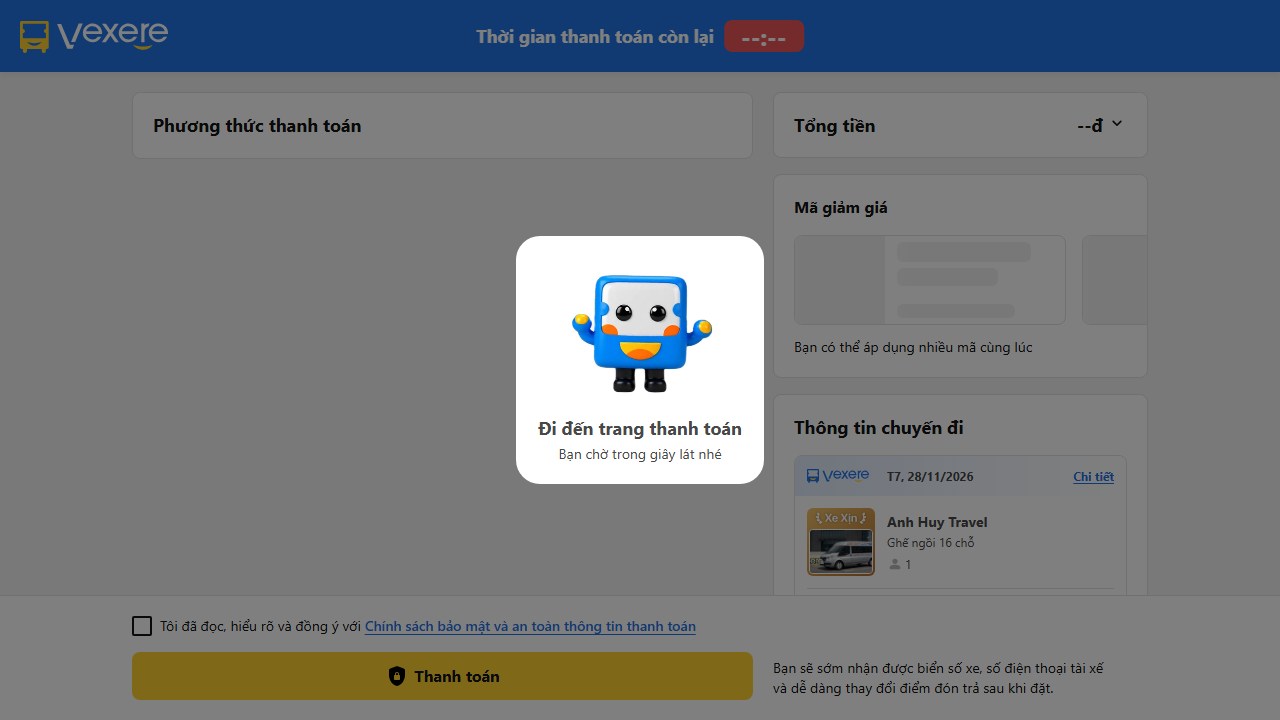 Vexere
Thời gian thanh toán còn lại
--:--
Phương thức thanh toán
Tổng tiền
--đ
Mã giảm giá
Bạn có thể áp dụng nhiều mã cùng lúc
Đi đến trang thanh toán
Bạn chờ trong giây lát nhé
Thông tin chuyến đi
Vexere
T7, 28/11/2026
Chi tiết
Xe Xịn
Anh Huy Travel
Ghế ngồi 16 chỗ
1
Tôi đã đọc, hiểu rõ và đồng ý với Chính sách bảo mật và an toàn thông tin thanh toán
Thanh toán
Bạn sẽ sớm nhận được biển số xe, số điện thoại tài xế
và dễ dàng thay đổi điểm đón trả sau khi đặt.